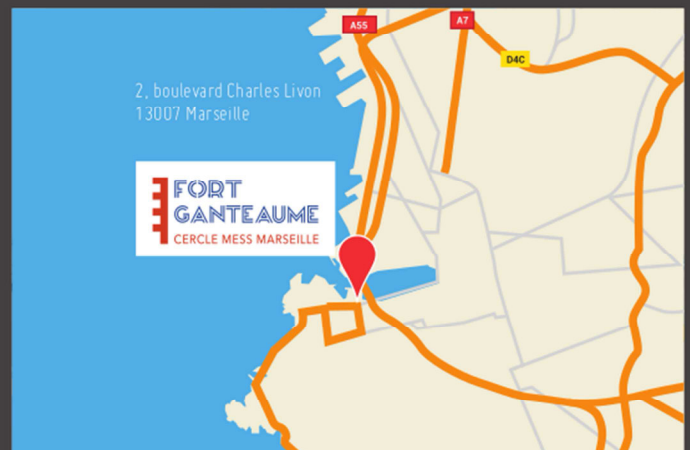 A55
A7
D4C
2, boulevard Charles Livon
13007 Marseille
FORT
GANTEAUME
CERCLE MESS MARSEILLE